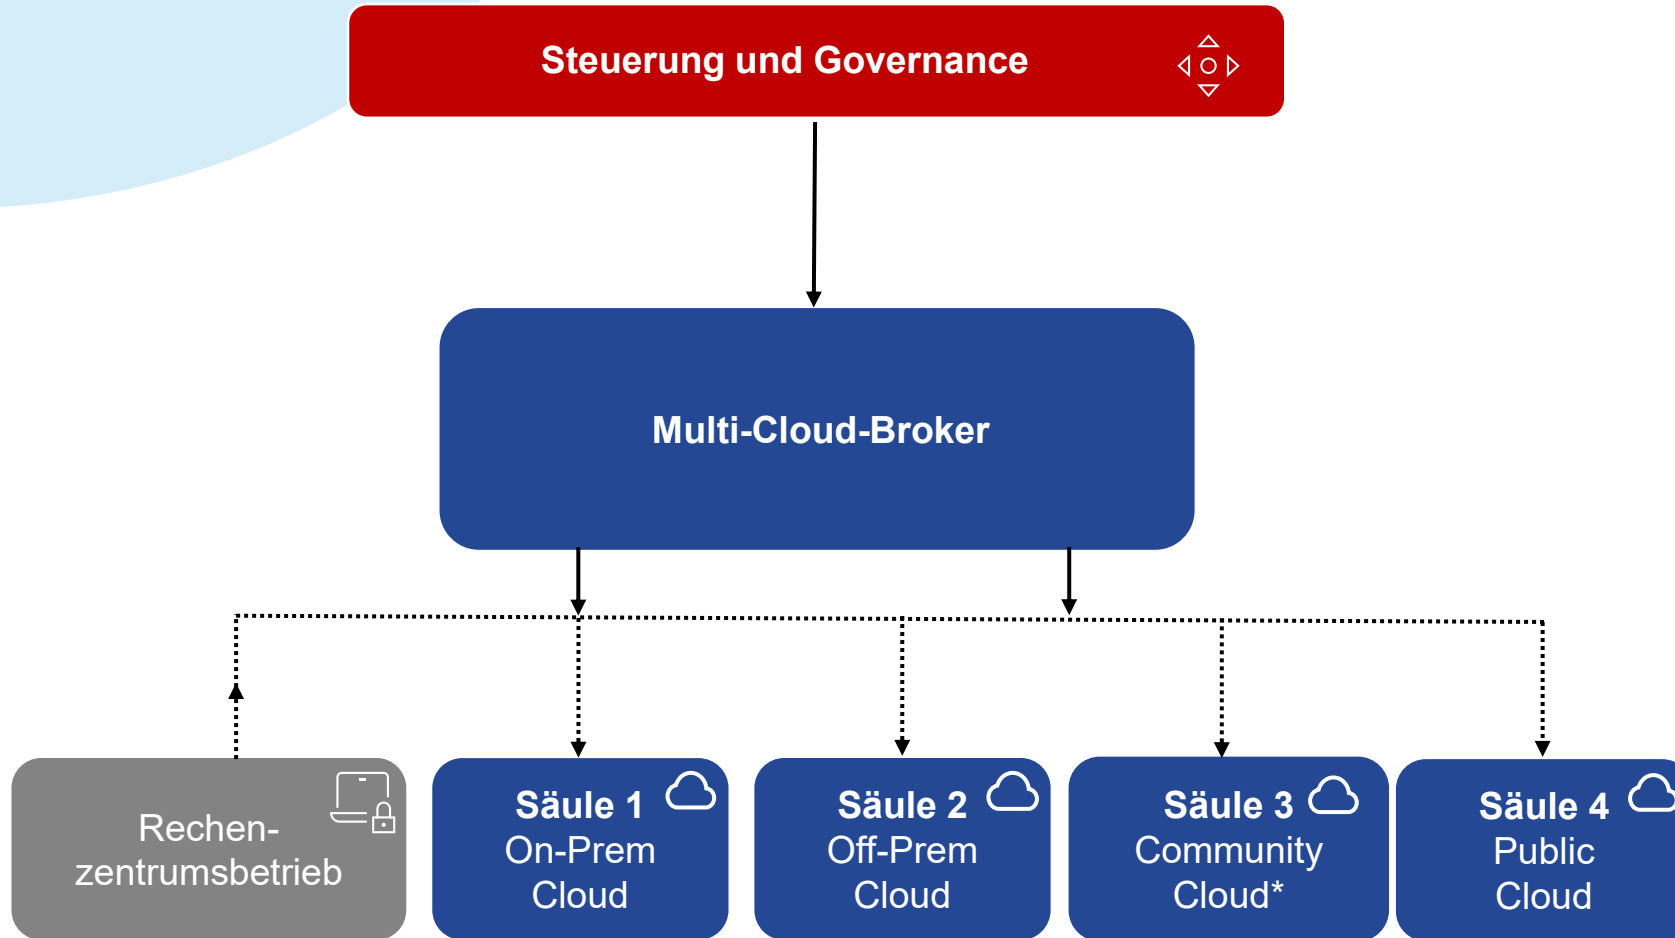 Steuerung und Governance
Multi-Cloud-Broker
Rechen-
zentrumsbetrieb
Säule 1
On-Prem
Cloud
Säule 2
Off-Prem
Cloud
Säule 3
Community
Cloud*
Säule 4
Public
Cloud